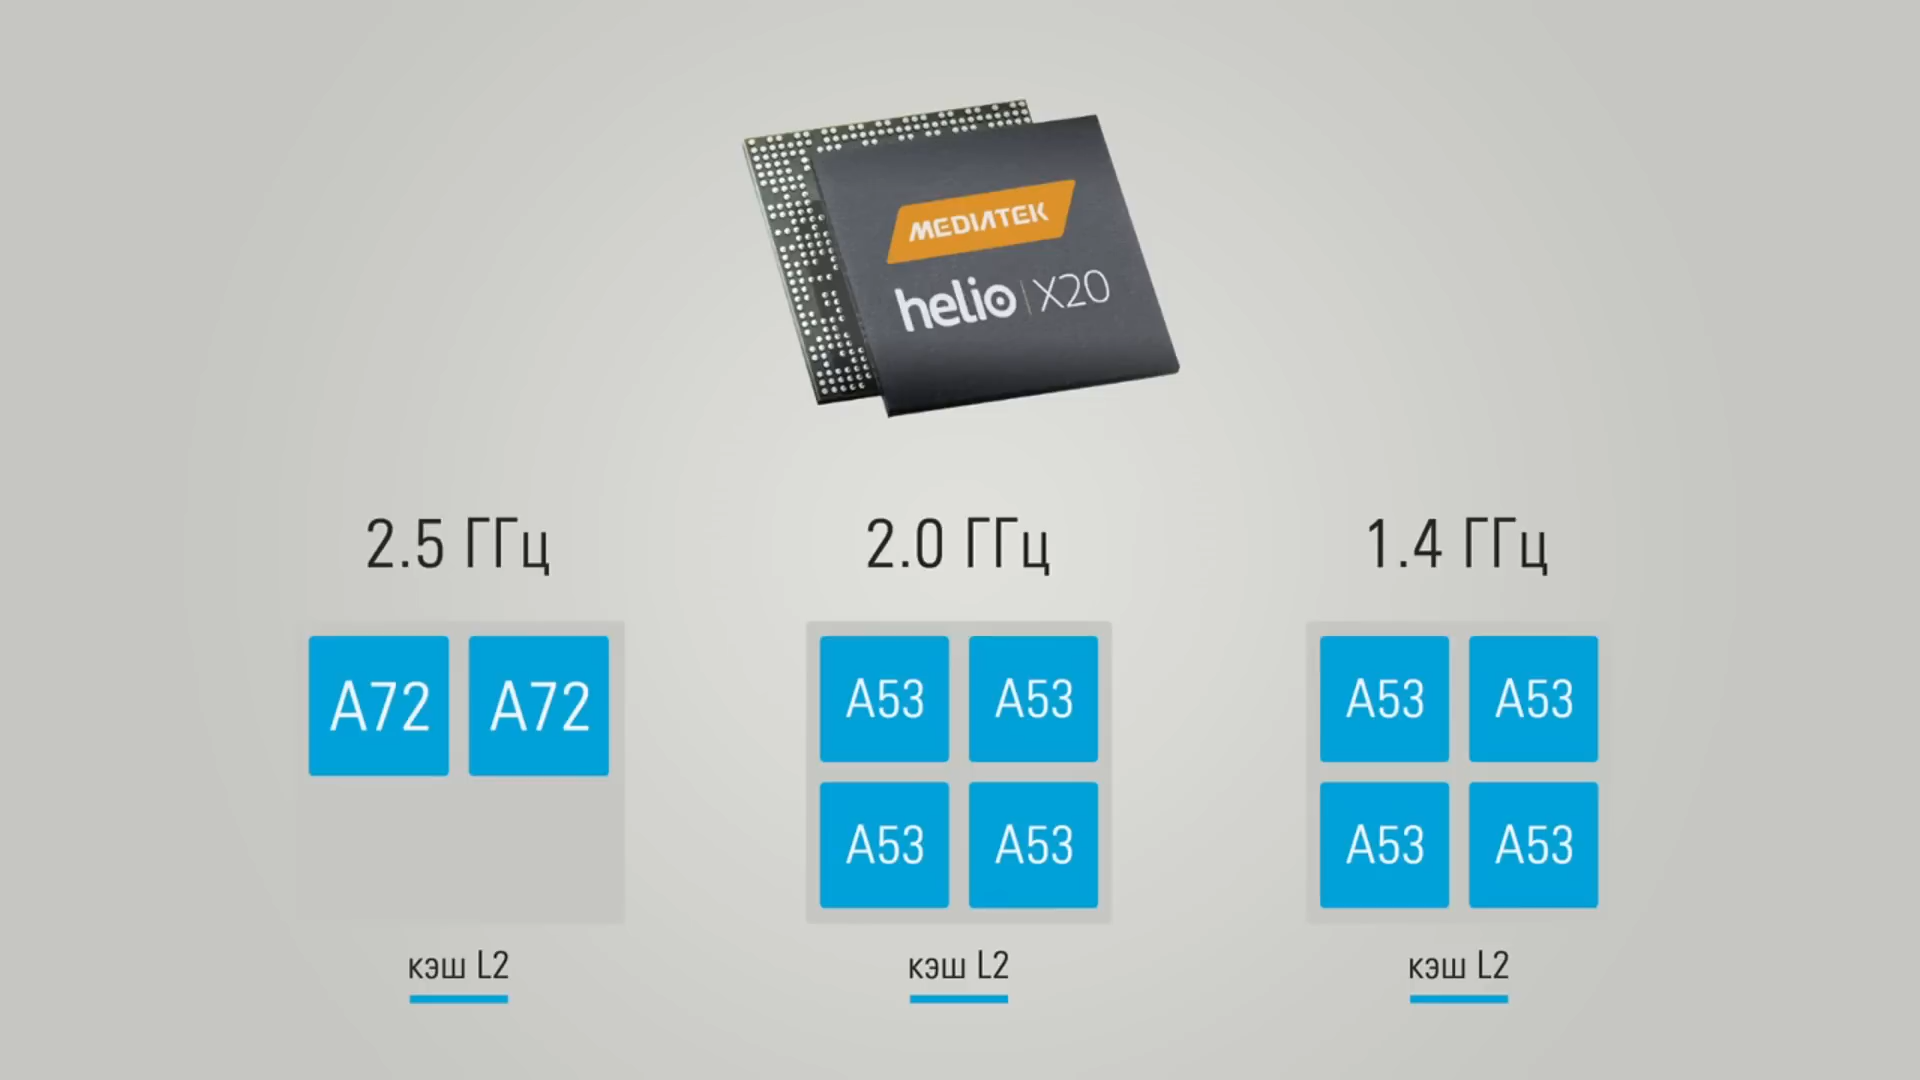 MEDIATEK
helio X20
2.5 ГГц
2.0 ГГц
1.4 ГГц
A72 A72
A53 A53
A53 A53
A53 A53
A53 A53
кэш L2
кэш L2
кэш L2